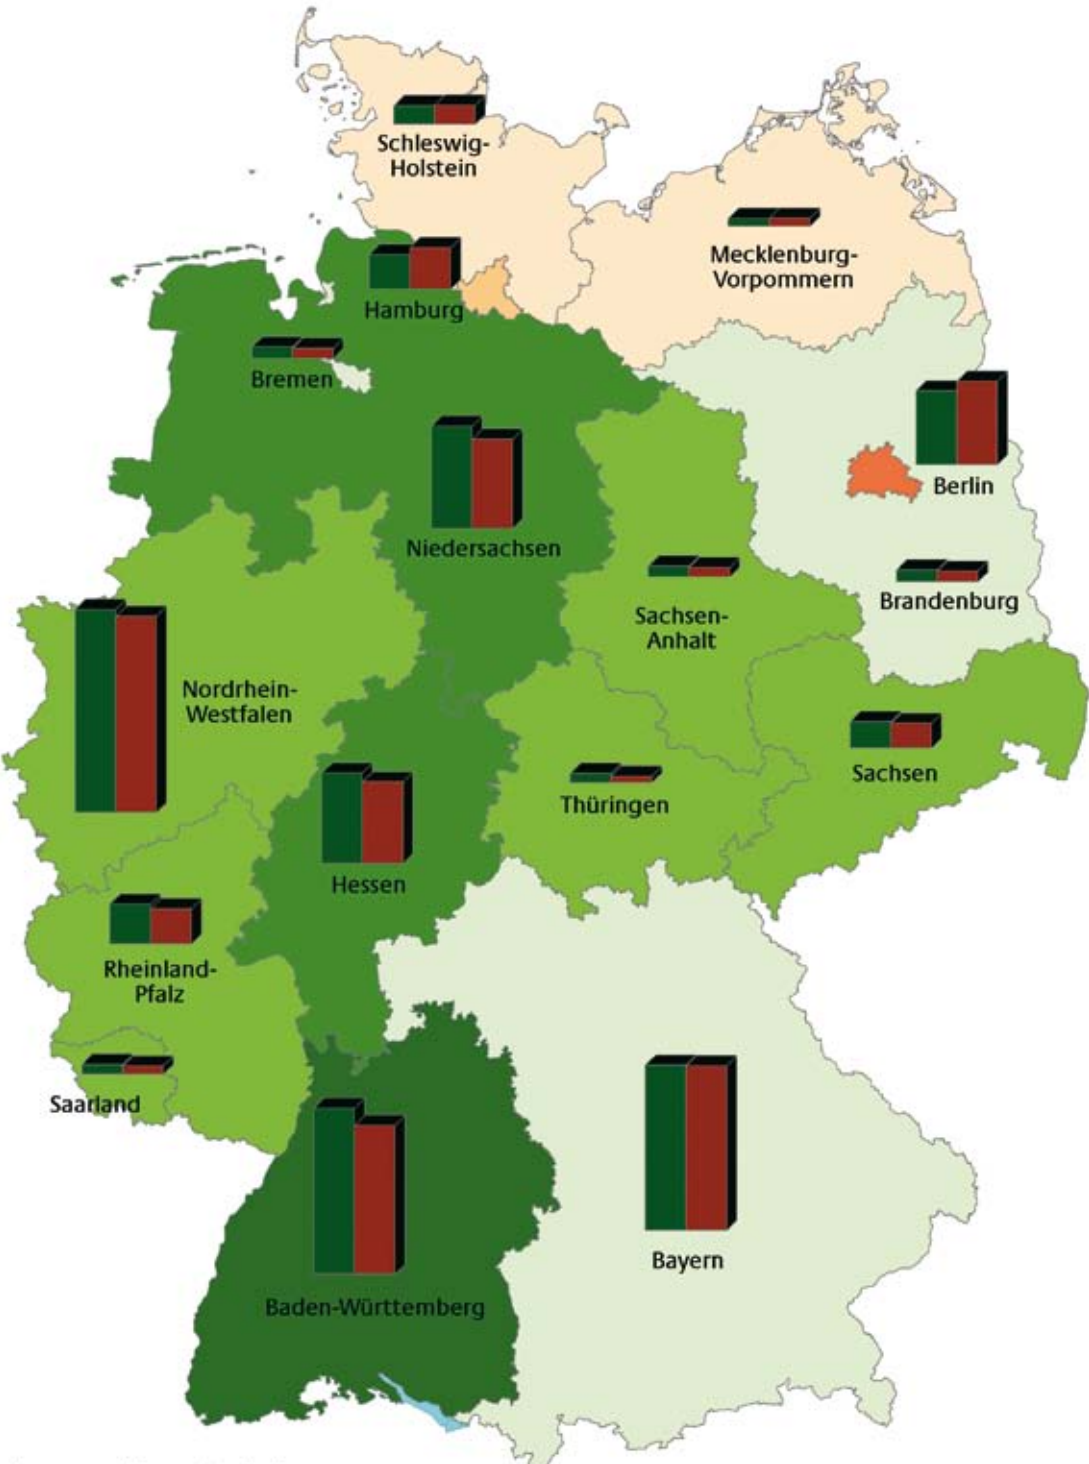 Schleswig-
Holstein
Mecklenburg-
Vorpommern
Hamburg
Bremen
Berlin
Niedersachsen
Brandenburg
Sachsen-
Anhalt
Nordrhein-
Westfalen
Sachsen
Thüringen
Hessen
Rheinland-
Pfalz
Saarland
Bayern
Baden-Württemberg